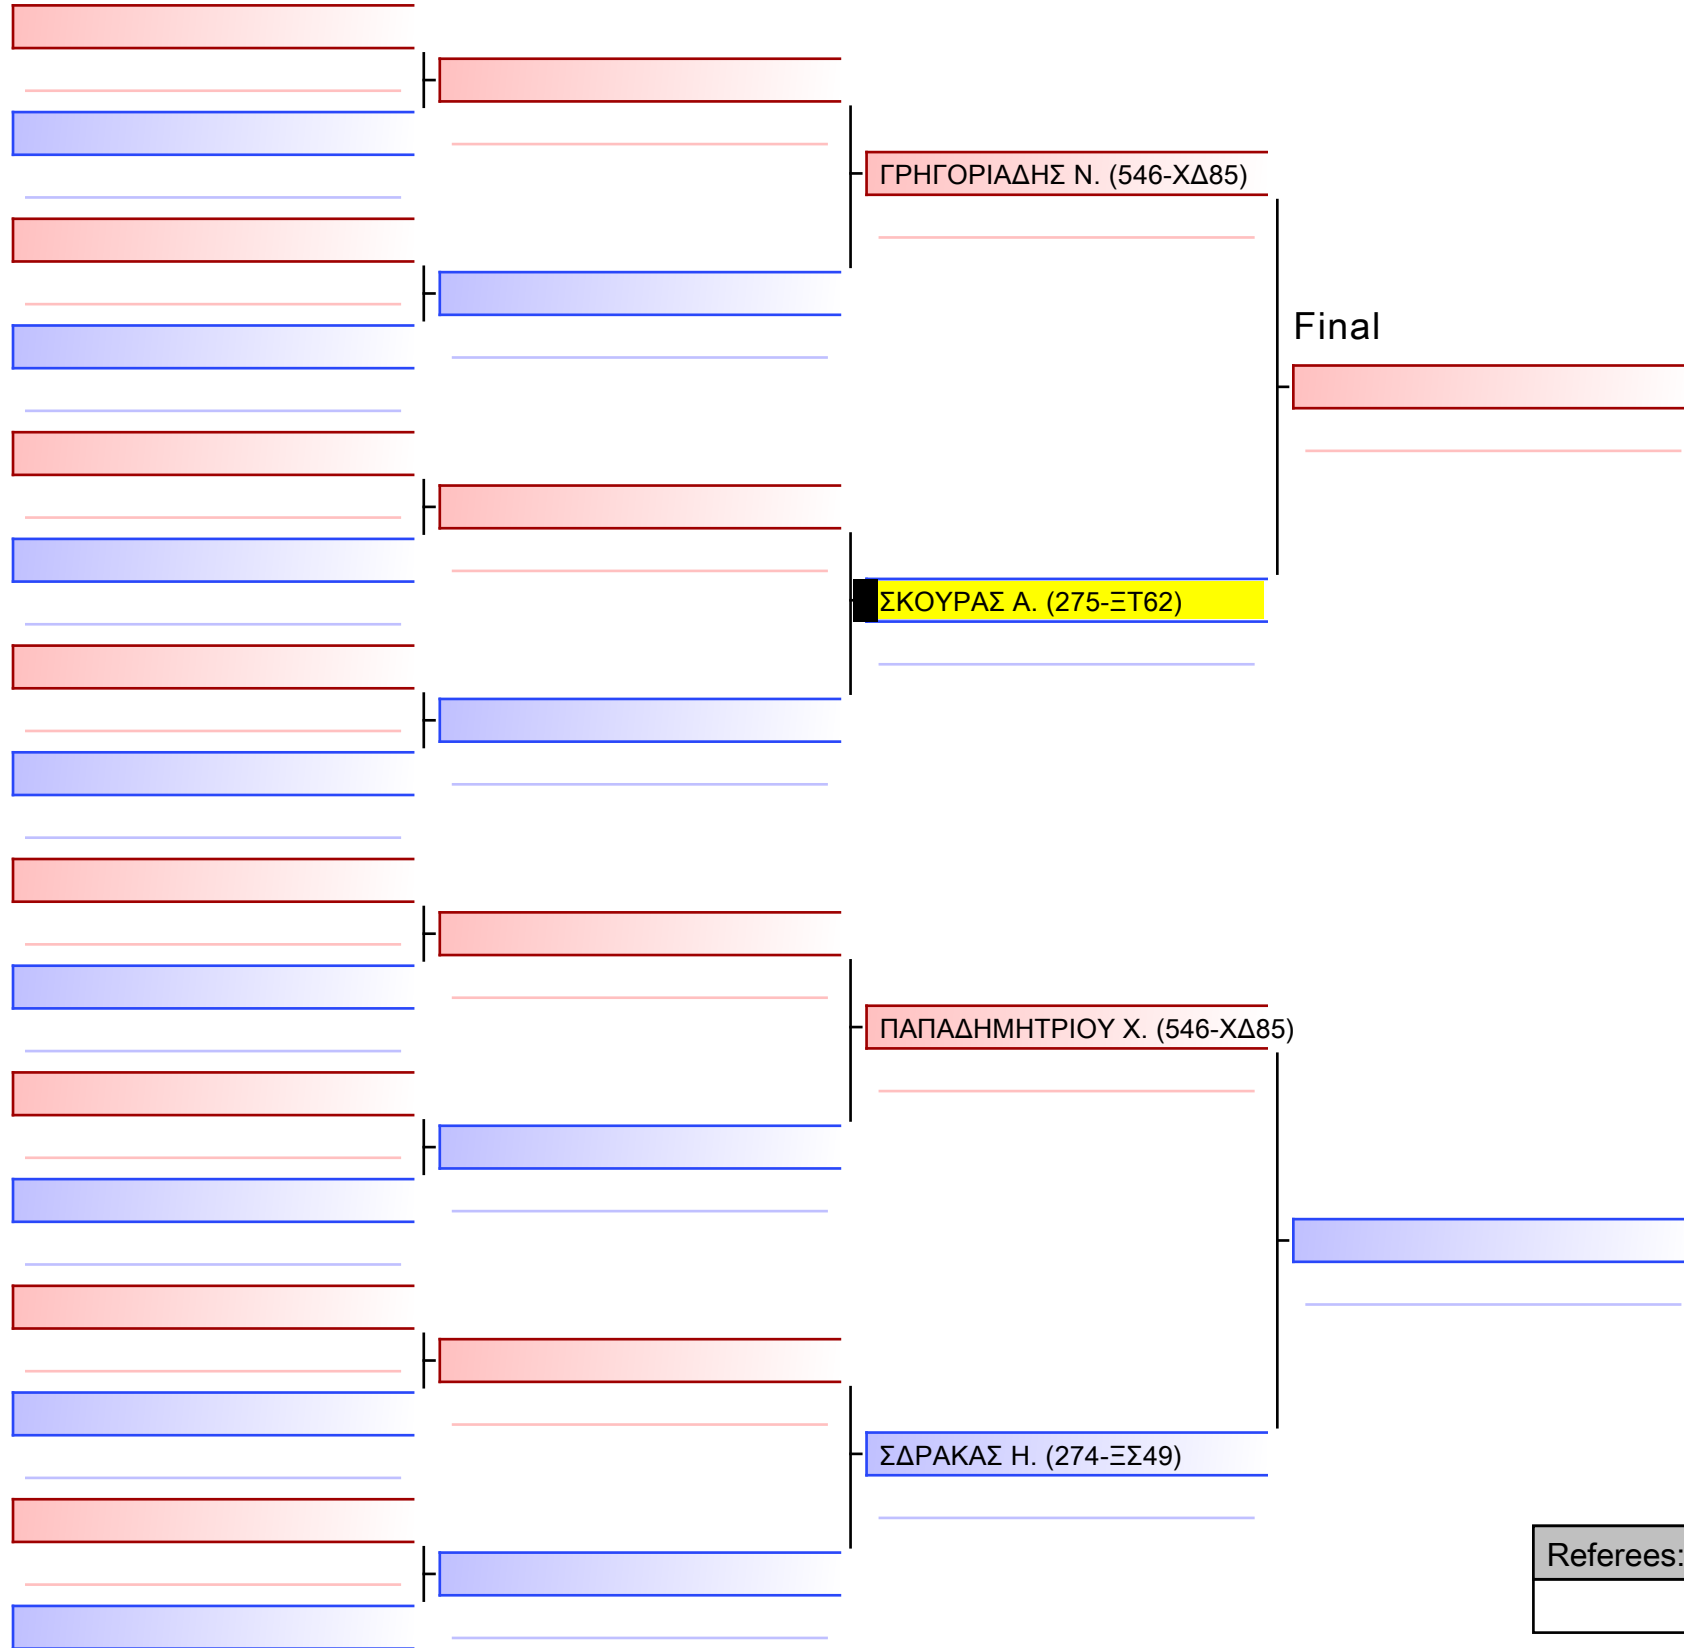 ΓΡΗΓΟΡΙΑΔΗΣ Ν. (546-ΧΔ85)
Final
ΣΚΟΥΡΑΣ Α. (275-ΞΤ62)
ΠΑΠΑΔΗΜΗΤΡΙΟΥ Χ. (546-ΧΔ85)
ΣΔΡΑΚΑΣ Η. (274-ΞΣ49)
Referees: